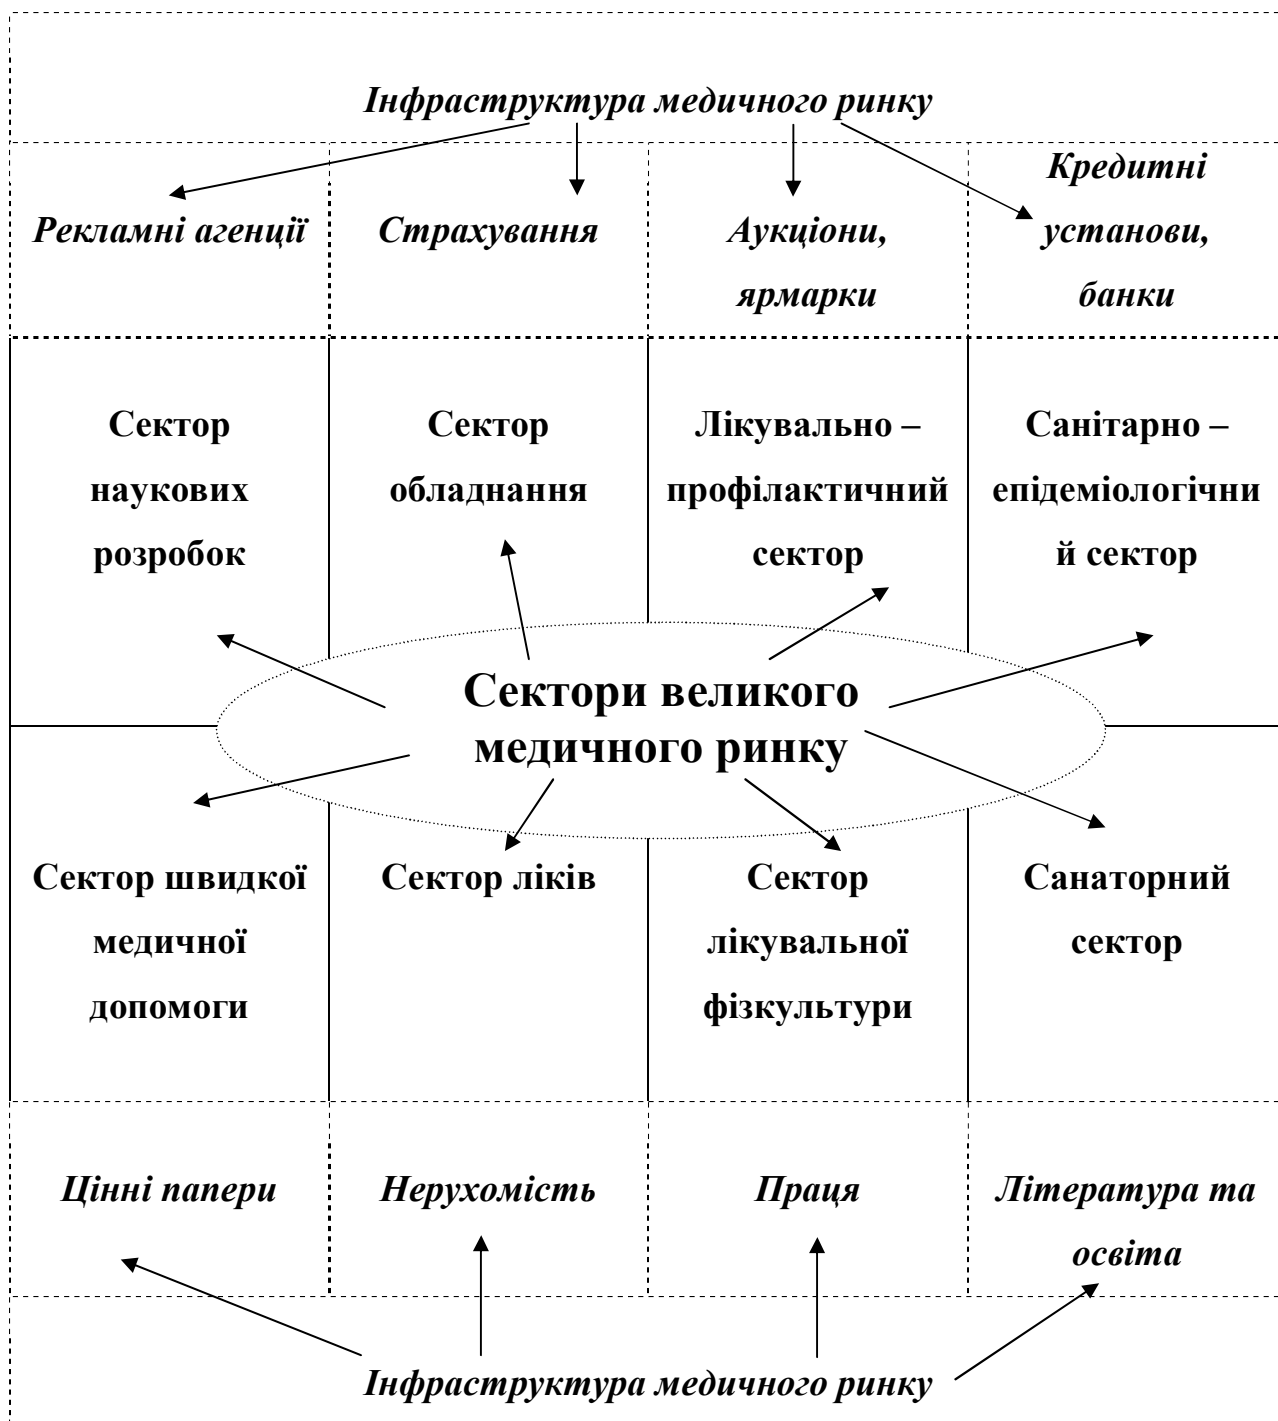 Інфраструктура медичного ринку
Рекламні агенції
Страхування
Аукціони,
ярмарки
Кредитні
установи,
банки
Сектор
наукових
розробок
Сектор
обладнання
Лікувально –
профілактичний
сектор
Санітарно –
епідеміологічни
й сектор
Сектори великого
медичного ринку
Сектор швидкої
медичної
допомоги
Сектор ліків
Сектор
лікувальної
фізкультури
Санаторний
сектор
Цінні папери
Нерухомість
Праця
Література та
освіта
Інфраструктура медичного ринку